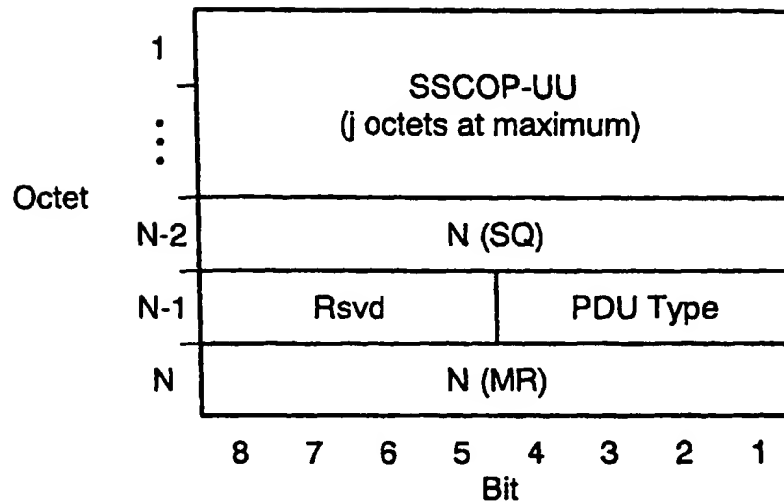 1
SSCOP-UU
(j octets at maximum)
Octet
N-2 N (SQ)
N-1 Rsvd PDU Type
N N (MR)
8 7 6 5 4 3 2 1
Bit